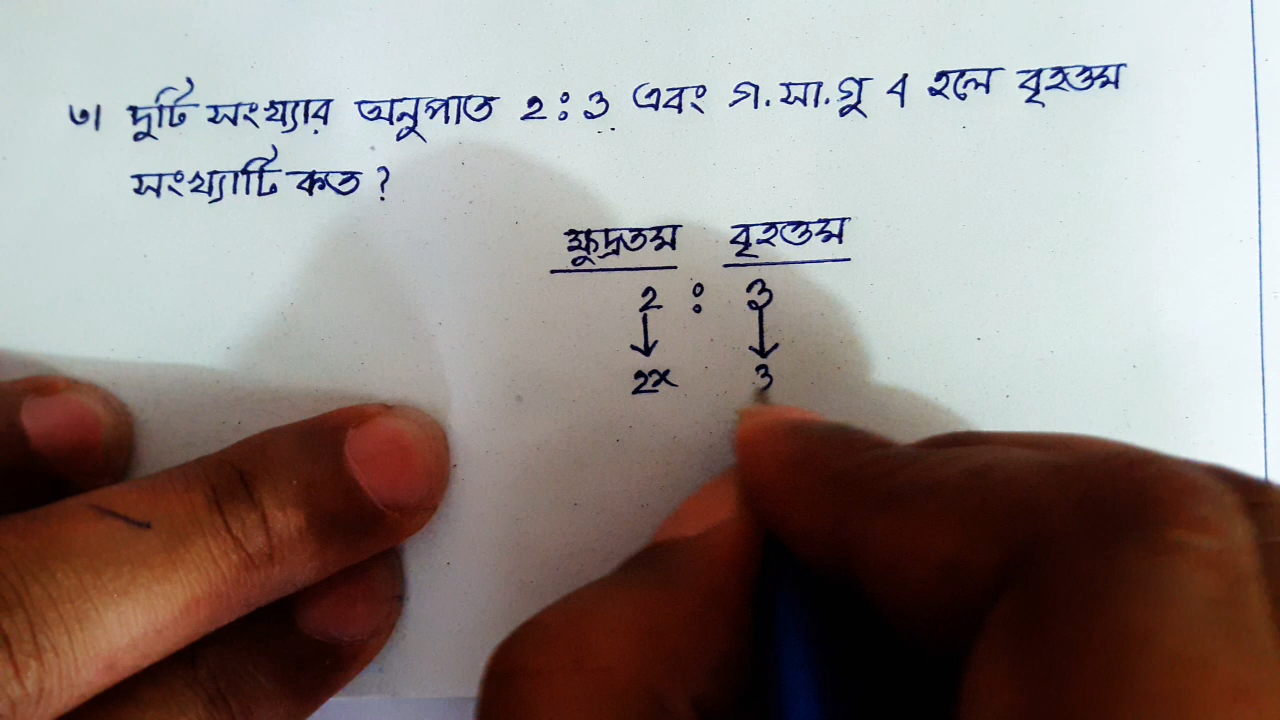 ৩। দুটি সংখ্যার অনুপাত 2 : 3 এবং গ.সা.গু 4 হলে বৃহত্তম
সংখ্যাটি কত ?
ক্ষুদ্রতম বৃহত্তম
2 : 3
2x 3